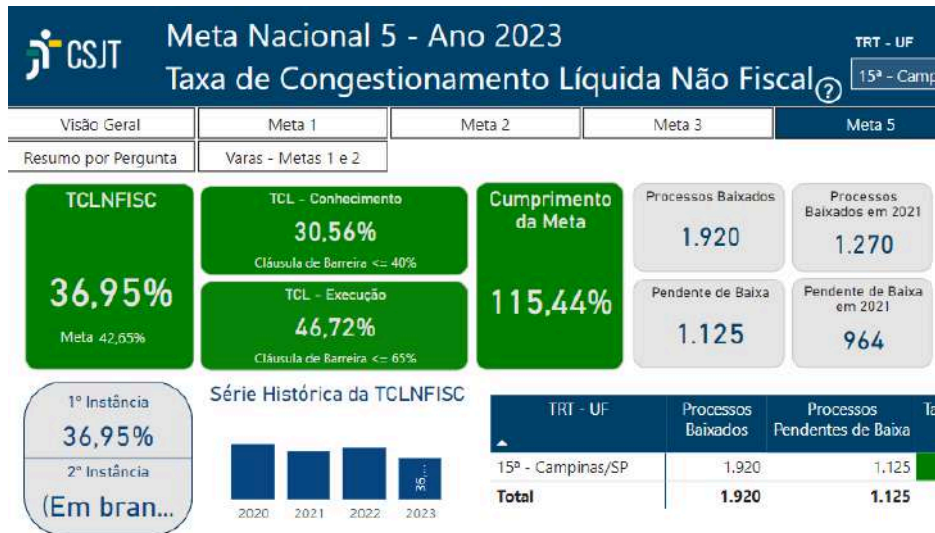 CSJT
Meta Nacional 5 - Ano 2023
Taxa de Congestionamento Líquida Não Fiscal ?
TRT - UF
15ª - Camp
Visão Geral
Meta 1
Meta 2
Meta 3
Meta 5
Resumo por Pergunta
Varas - Metas 1 e 2
TCLNFISC
36,95%
Meta 42,65%
TCL - Conhecimento
30,56%
Cláusula de Barreira <= 40%
TCL - Execução
46,72%
Cláusula de Barreira <= 65%
Cumprimento
da Meta
115,44%
Processos Baixados
1.920
Processos
Baixados em 2021
1.270
Pendente de Baixa
1.125
Pendente de Baixa
em 2021
964
1º Instância
36,95%
2º Instância
(Em bran...
Série Histórica da TCLNFISC
36,...
2020 2021 2022 2023
TRT - UF
Processos
Baixados
Processos
Pendentes de Baixa
Ta
15ª - Campinas/SP 1.920 1.125
Total 1.920 1.125